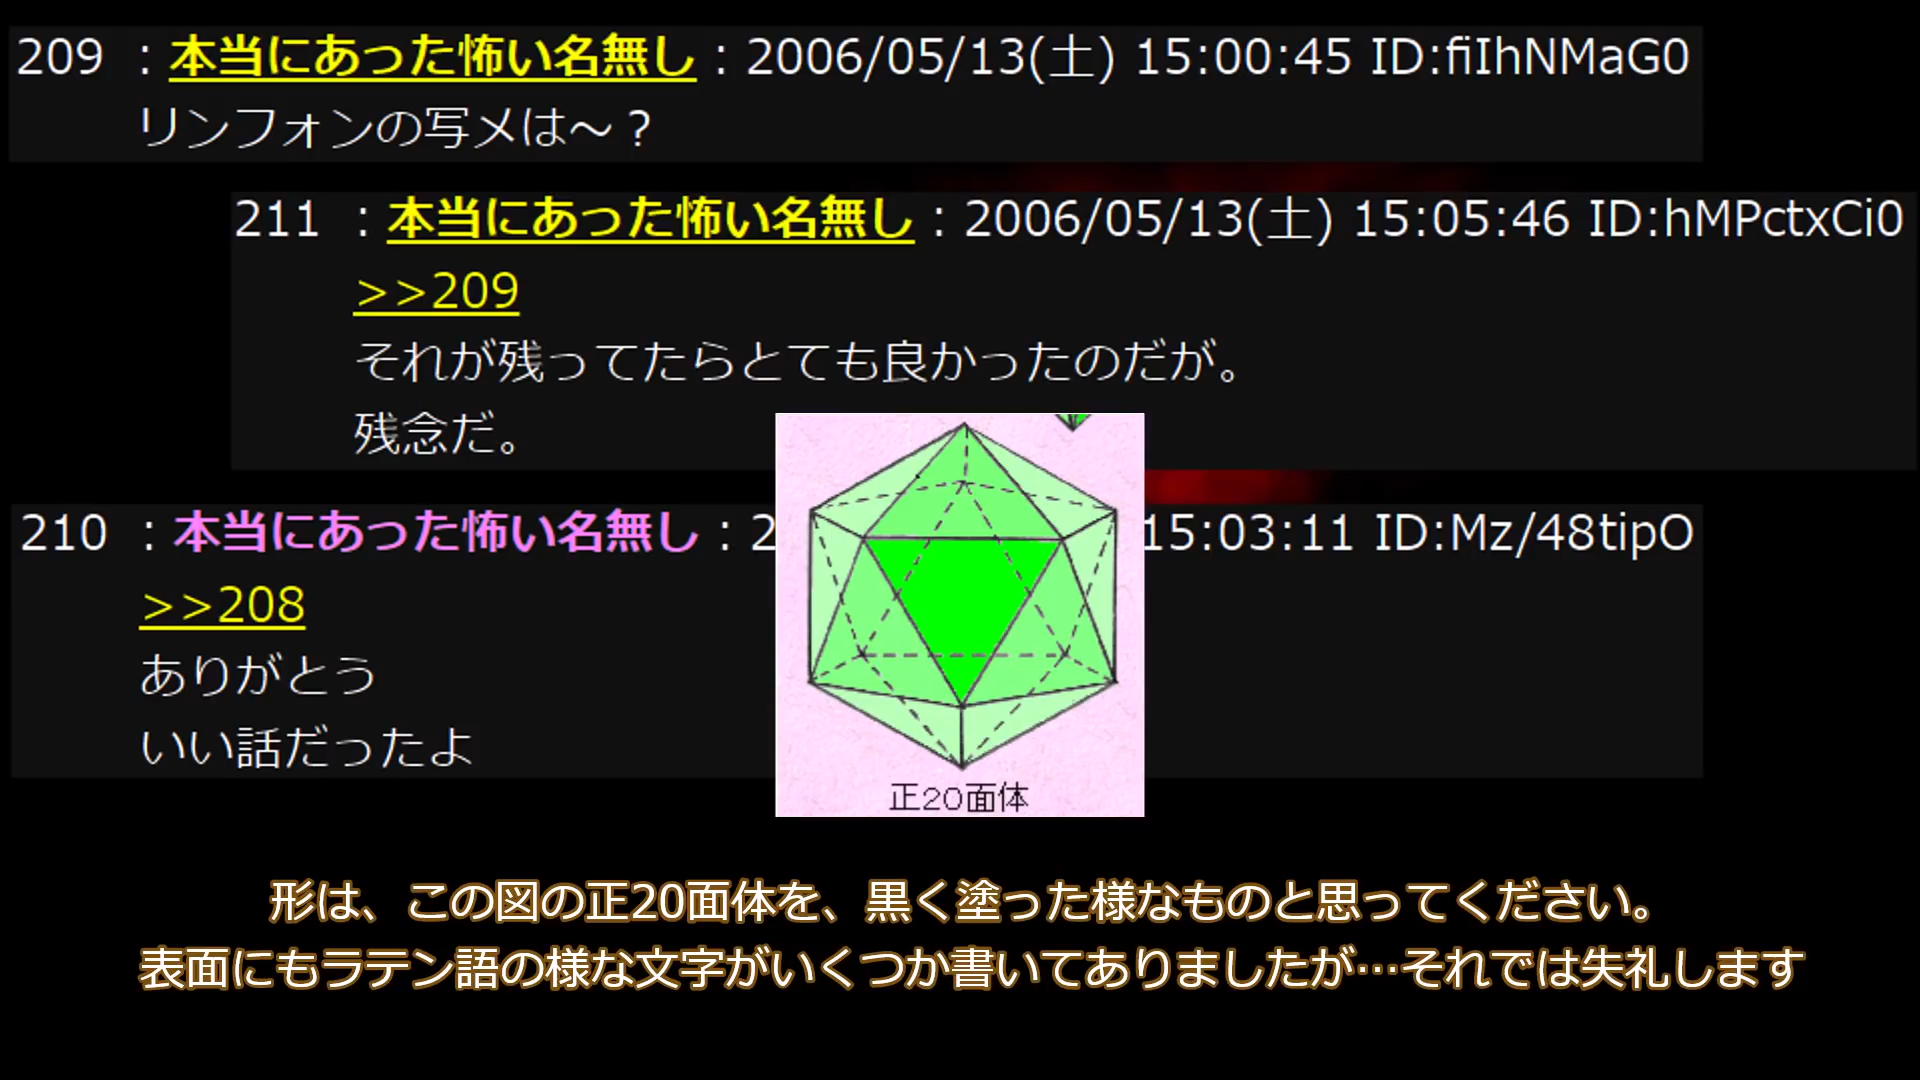 209 ：本当にあった怖い名無し：2006/05/13(土) 15:00:45 ID:fiIhNMaG0
リンフォンの写メは～？
211 ：本当にあった怖い名無し：2006/05/13(土) 15:05:46 ID:hMPctxCi0
>>209
それが残ってたらとても良かったのだが。
残念だ。
210 ：本当にあった怖い名無し：2 15:03:11 ID:Mz/48tipO
>>208
ありがとう
いい話だったよ
正20面体
形は、この図の正20面体を、黒く塗った様なものと思ってください。
表面にもラテン語の様な文字がいくつか書いてありましたが…それでは失礼します